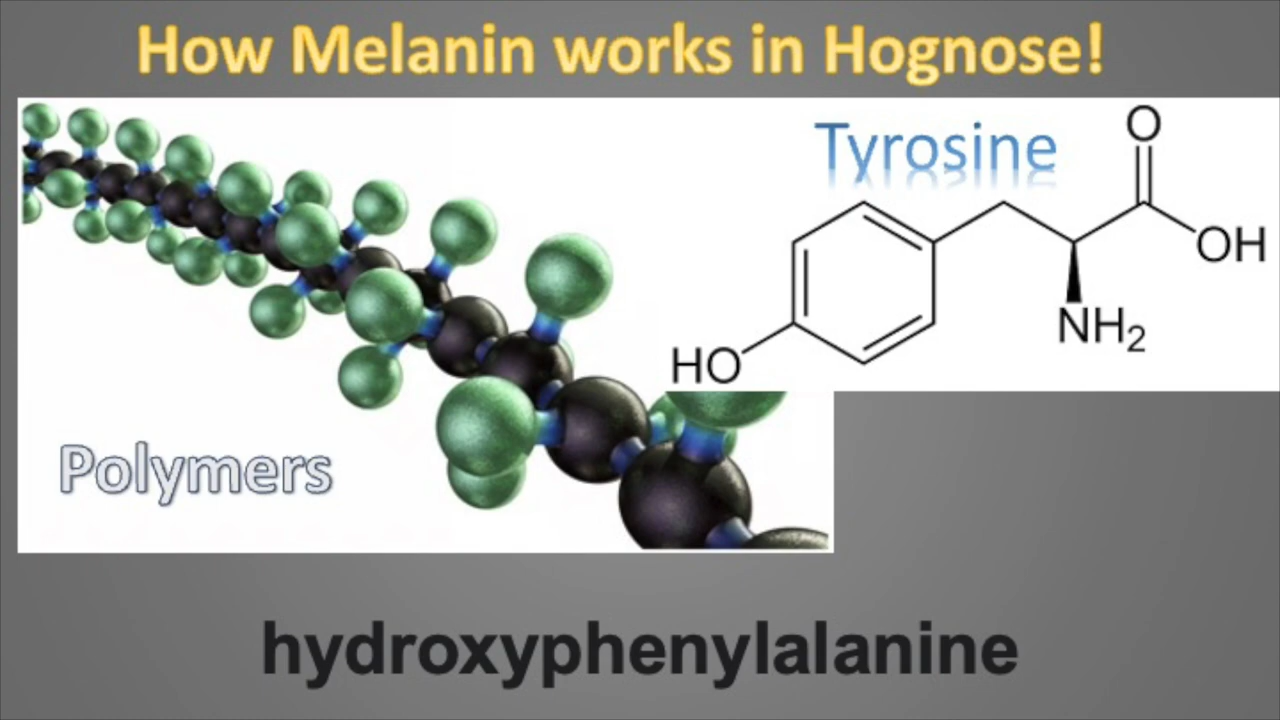 How Melanin works in Hognose!
Tyrosine
O
OH
NH₂
HO
Polymers
hydroxyphenylalanine